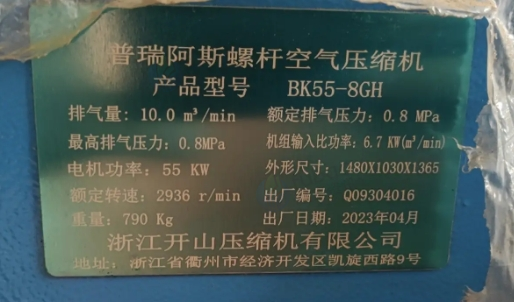 普瑞阿斯螺杆空气压缩机
产品型号 BK55-8GH
排气量: 10.0 m³/min 额定排气压力: 0.8 MPa
最高排气压力: 0.8MPa 机组输入比功率: 6.7 KW(m³/min)
电机功率: 55 KW 外形尺寸: 1480X1030X1365
额定转速: 2936 r/min 出厂编号: Q09304016
重量: 790 Kg 出厂日期: 2023年04月
浙江开山压缩机有限公司
地址: 浙江省衢州市经济开发区凯旋西路9号